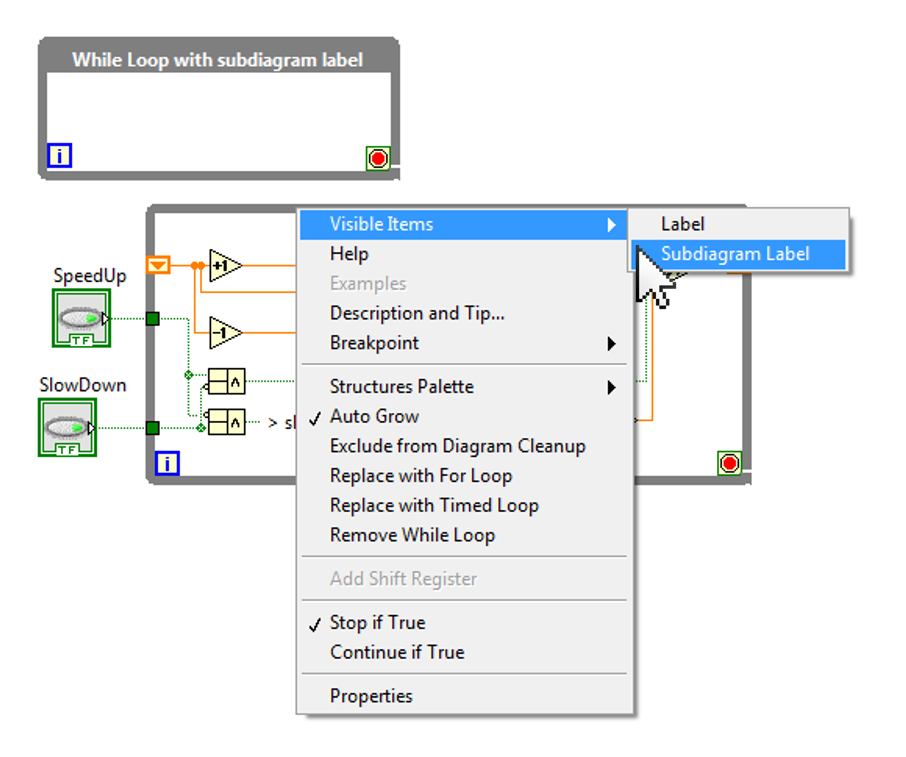 While Loop with subdiagram label
i
SpeedUp
TF
SlowDown
TF
+1
-1
> sl
i
Visible Items
Help
Examples
Description and Tip...
Breakpoint
Structures Palette
✓ Auto Grow
Exclude from Diagram Cleanup
Replace with For Loop
Replace with Timed Loop
Remove While Loop
Add Shift Register
✓ Stop if True
Continue if True
Properties
Label
Subdiagram Label